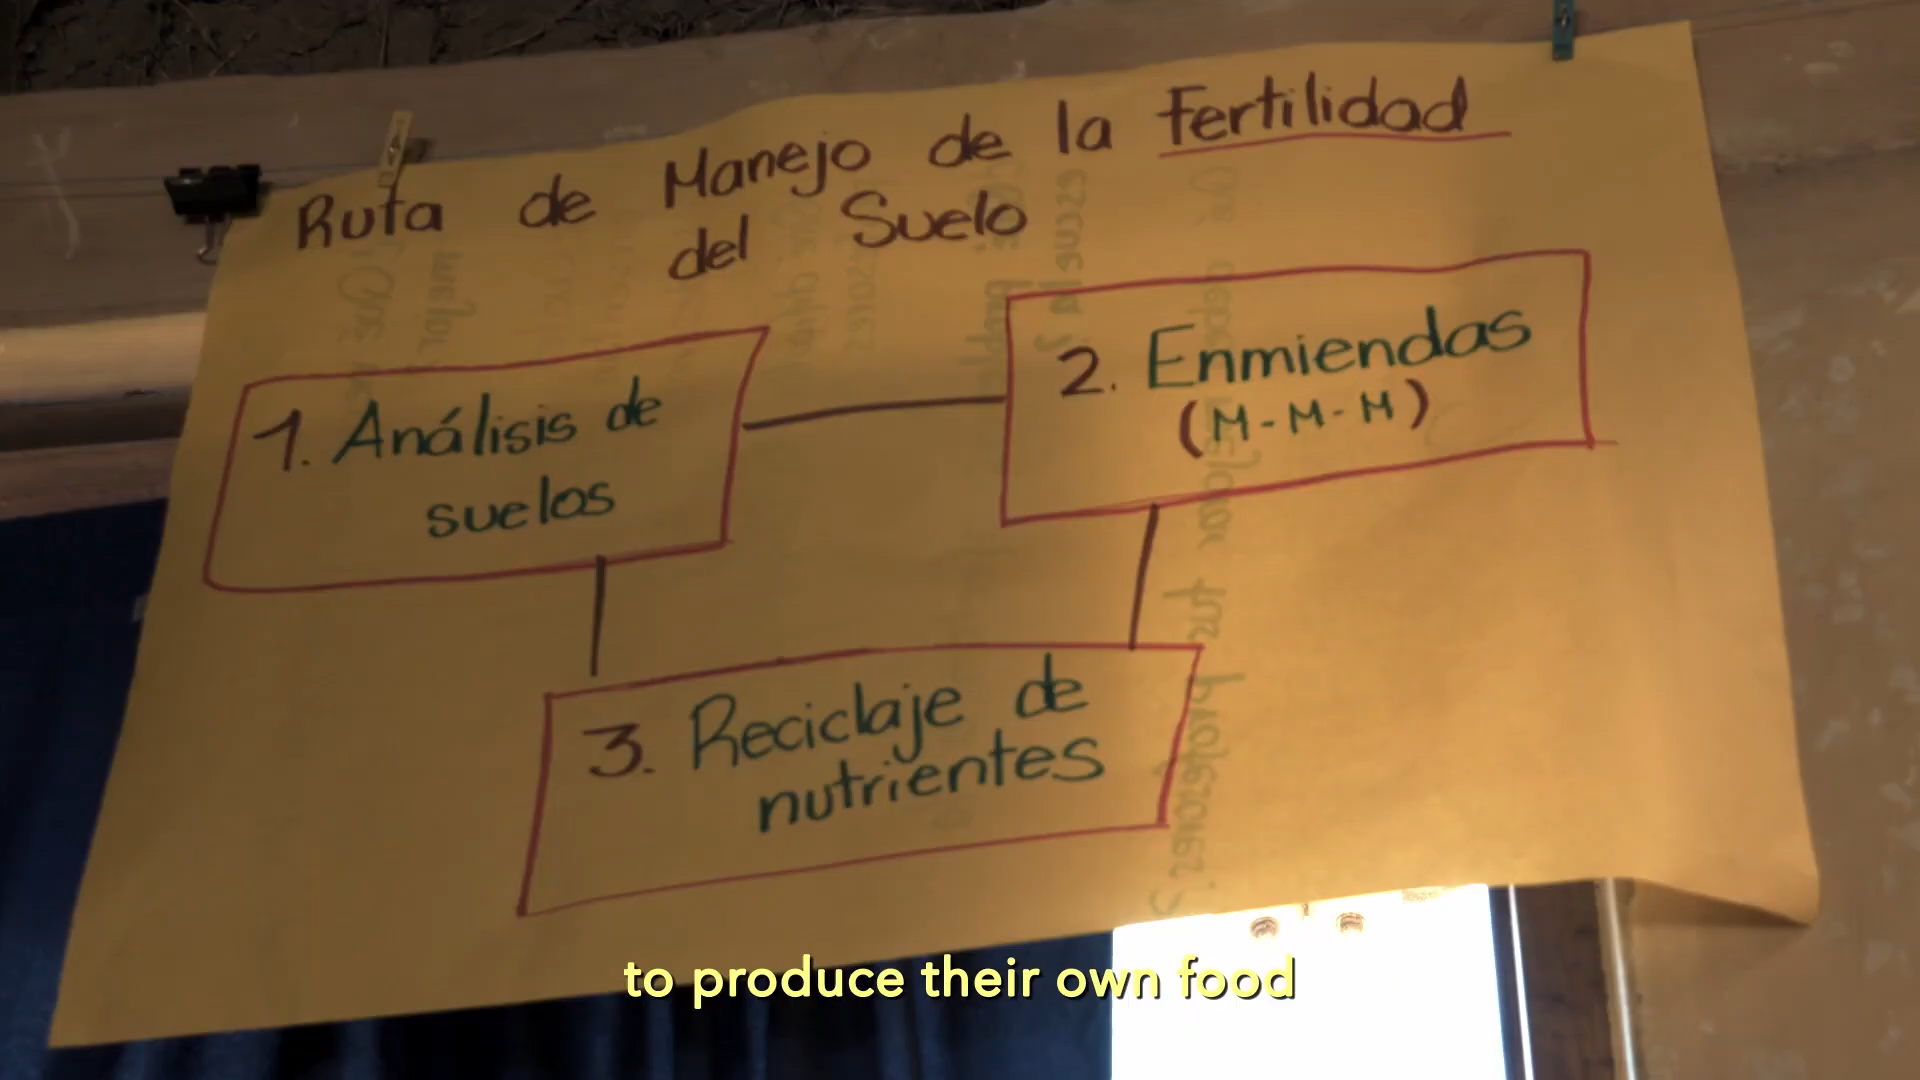 Ruta de Manejo de la Fertilidad
del Suelo
1. Análisis de
suelos
2. Enmiendas
(M-M-M)
3. Reciclaje de
nutrientes
to produce their own food